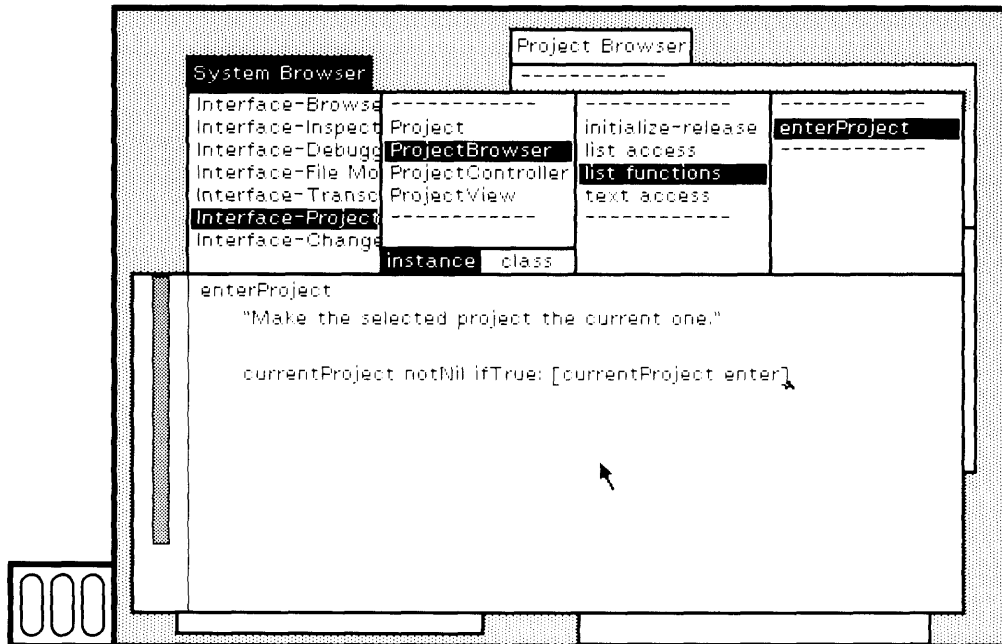 Project Browser
------------
System Browser
Interface-Browse
Interface-Inspect
Interface-Debugg
Interface-File Mo
Interface-Transc
Interface-Project
Interface-Change
------------
Project
ProjectBrowser
ProjectController
ProjectView
------------
instance class
------------
initialize-release
list access
list functions
text access
------------
------------
enterProject
------------
enterProject
"Make the selected project the current one."
currentProject notNil ifTrue: [currentProject enter]